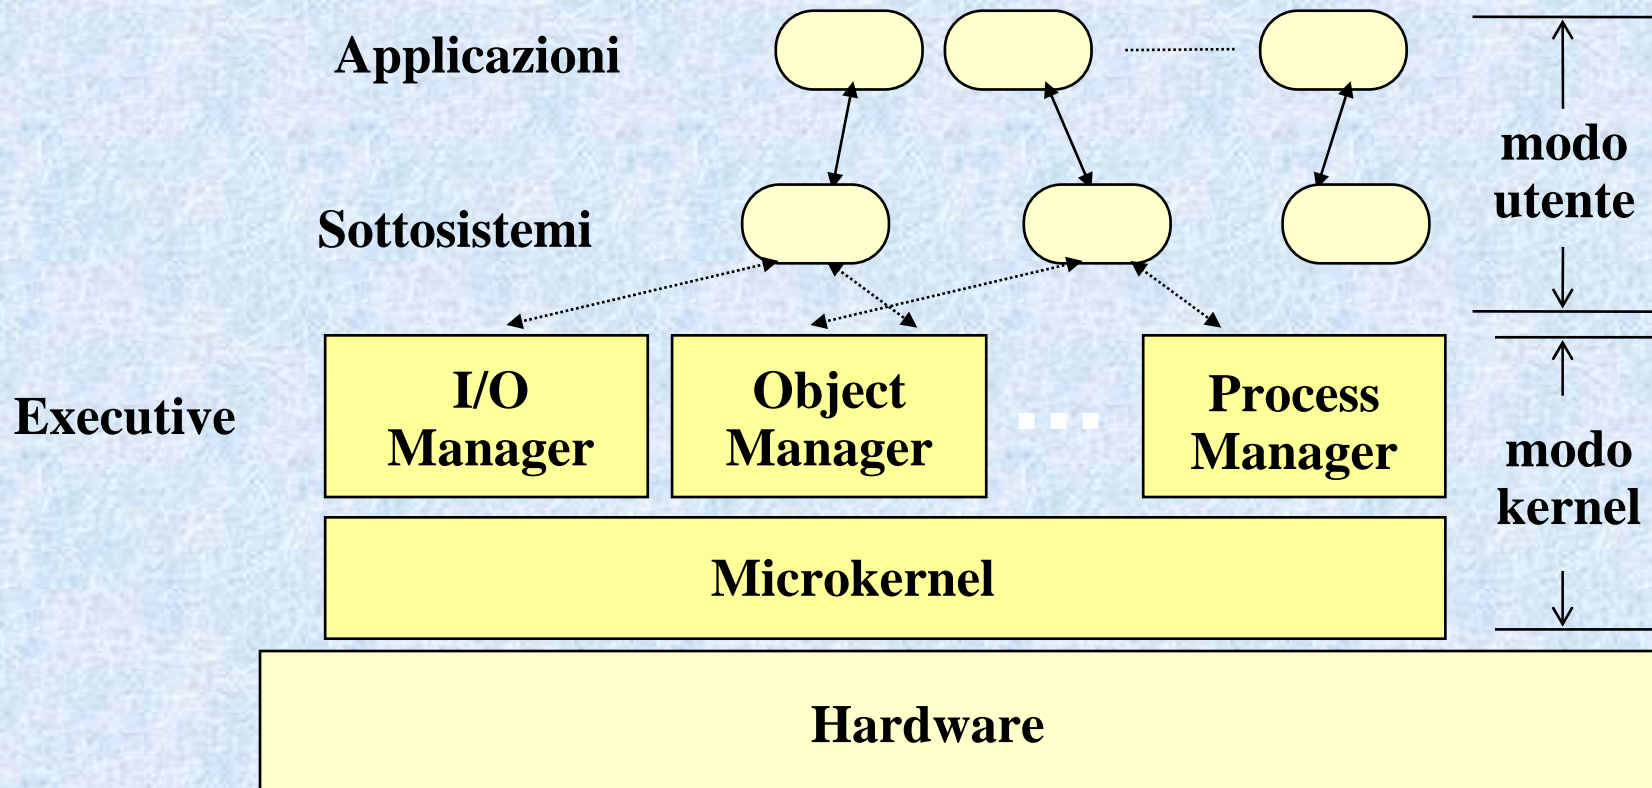 Applicazioni
modo
utente
Sottosistemi
Executive
I/O
Manager
Object
Manager
...
Process
Manager
modo
kernel
Microkernel
Hardware